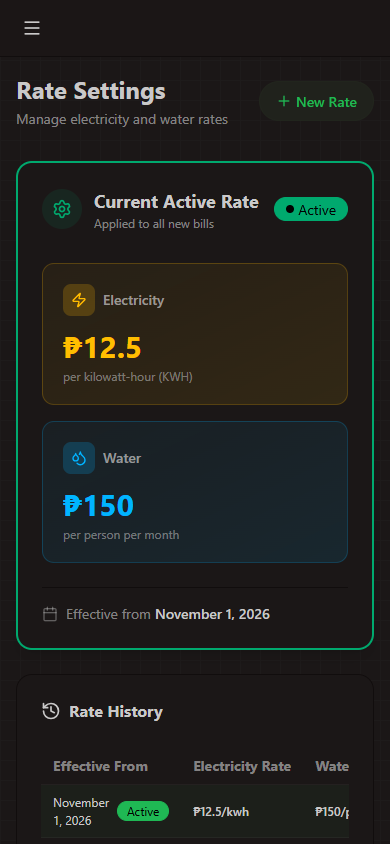 Rate Settings
Manage electricity and water rates
New Rate
Current Active Rate
Applied to all new bills
Active
Electricity
₱12.5
per kilowatt-hour (KWH)
Water
₱150
per person per month
Effective from November 1, 2026
Rate History
Effective From Electricity Rate Wate
November
1, 2026
Active
₱12.5/kwh
₱150/p